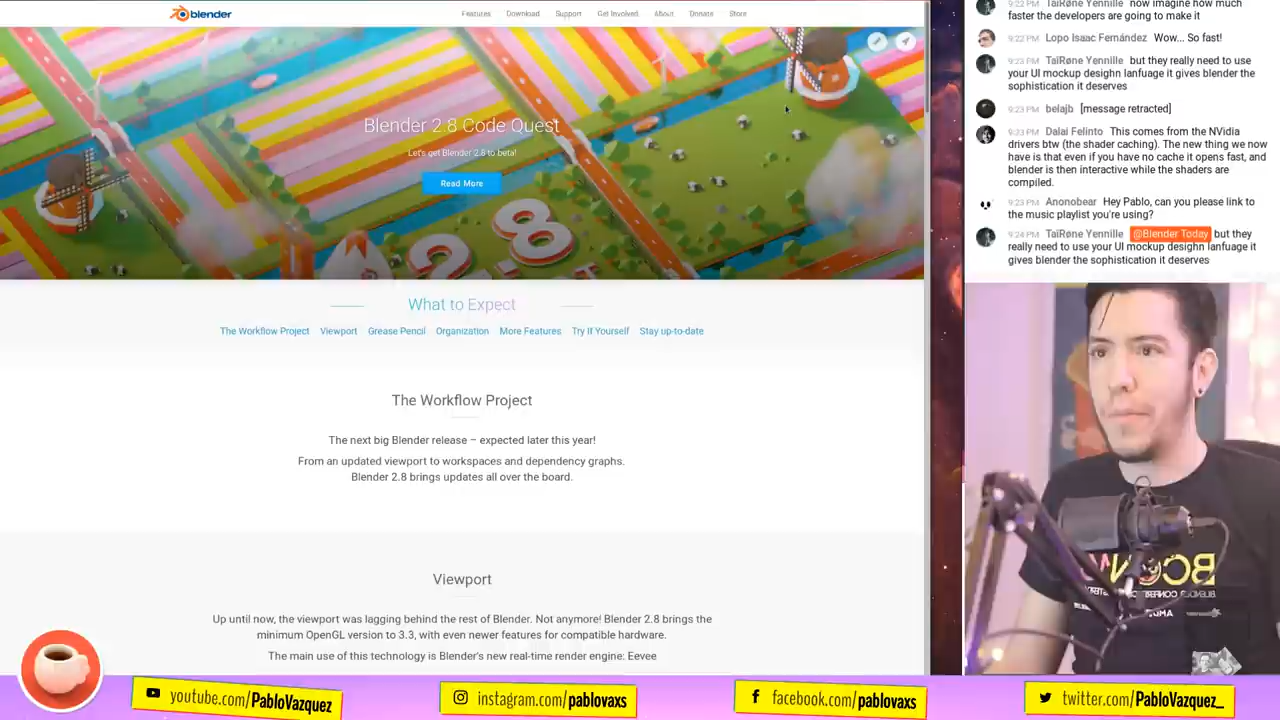 blender
Features Download Support Get Involved About Donate Store
Blender 2.8 Code Quest
Let's get Blender 2.8 to beta!
Read More
2.8
What to Expect
The Workflow Project Viewport Grease Pencil Organization More Features Try If Yourself Stay up-to-date
The Workflow Project
The next big Blender release – expected later this year!
From an updated viewport to workspaces and dependency graphs.
Blender 2.8 brings updates all over the board.
Viewport
Up until now, the viewport was lagging behind the rest of Blender. Not anymore! Blender 2.8 brings the
minimum OpenGL version to 3.3, with even newer features for compatible hardware.
The main use of this technology is Blender's new real-time render engine: Eevee
9:22 PM TaiRøne Yennille now imagine how much
faster the developers are going to make it
9:22 PM Lopo Isaac Fernández Wow... So fast!
9:23 PM TaiRøne Yennille but they really need to use
your UI mockup desighn lanfuage it gives blender the
sophistication it deserves
9:23 PM belajb [message retracted]
9:23 PM Dalai Felinto This comes from the NVidia
drivers btw (the shader caching). The new thing we now
have is that even if you have no cache it opens fast, and
blender is then interactive while the shaders are
compiled.
9:23 PM Anonobear Hey Pablo, can you please link to
the music playlist you're using?
9:24 PM TaiRøne Yennille @Blender Today but they
really need to use your UI mockup desighn lanfuage it
gives blender the sophistication it deserves
youtube.com/PabloVazquez
instagram.com/pablovaxs
facebook.com/pablovaxs
twitter.com/PabloVazquez_